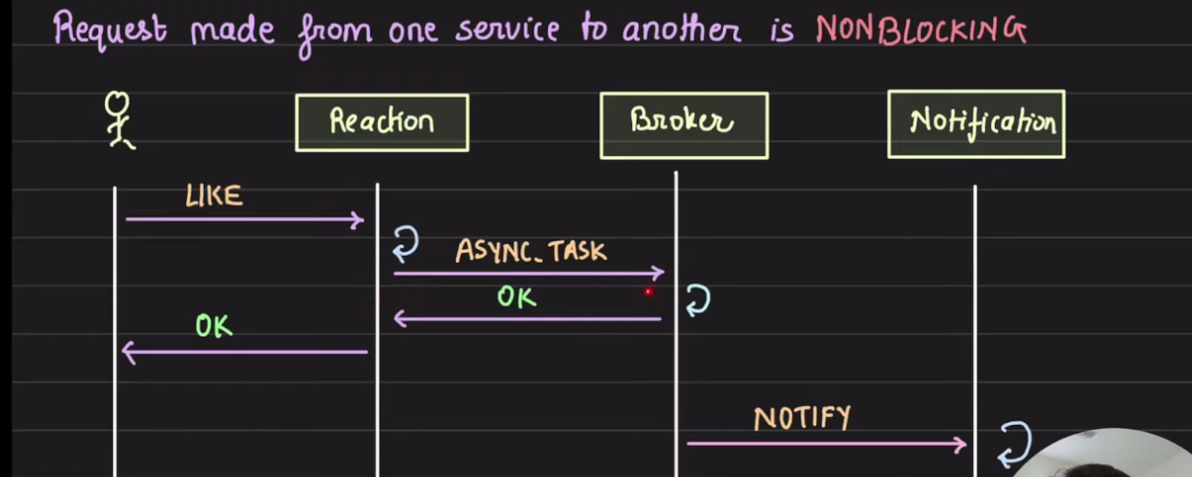 Request made from one service to another is NONBLOCKING
Reaction
Broker
Notification
LIKE
ASYNC_TASK
OK
OK
NOTIFY